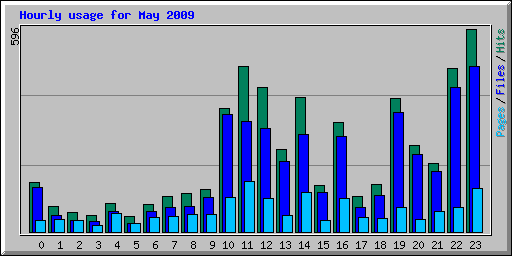 Hourly usage for May 2009
596
Pages / Files / Hits
0 1 2 3 4 5 6 7 8 9 10 11 12 13 14 15 16 17 18 19 20 21 22 23